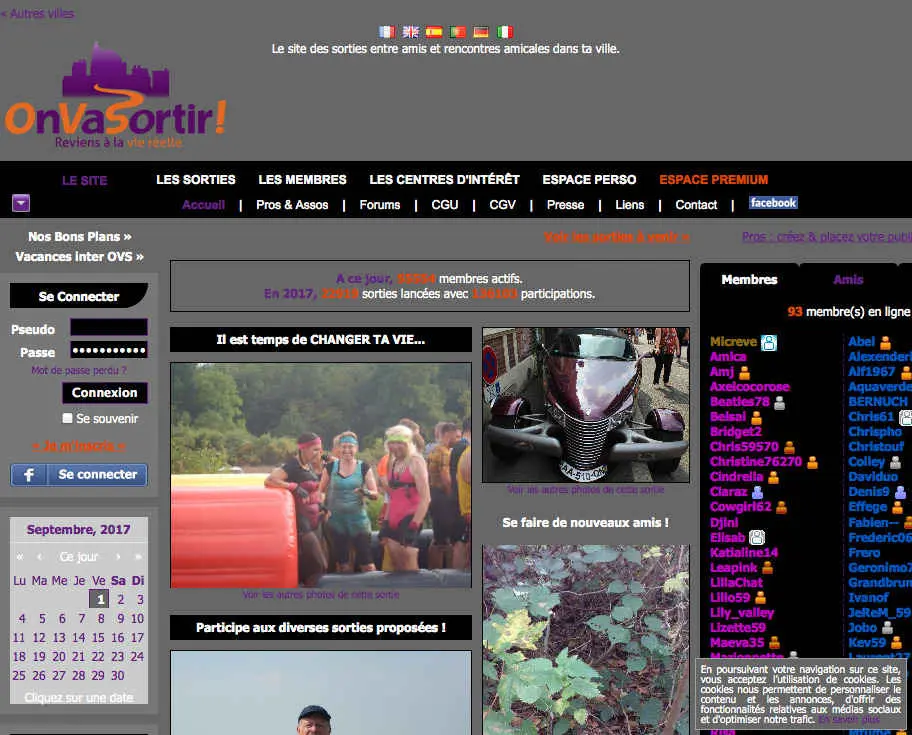 « Autres villes
Le site des sorties entre amis et rencontres amicales dans ta ville.
OnVaSortir!
Reviens à la vie réelle
LE SITE LES SORTIES LES MEMBRES LES CENTRES D'INTÉRÊT ESPACE PERSO ESPACE PREMIUM
Accueil | Pros & Assos | Forums | CGU | CGV | Presse | Liens | Contact | facebook
Nos Bons Plans »
Vacances inter OVS »
Se Connecter
Pseudo
Passe
Mot de passe perdu ?
Connexion
Se souvenir
« Je m'inscris »
f Se connecter
Septembre, 2017
« ‹ Ce jour › »
Lu Ma Me Je Ve Sa Di
1 2 3
4 5 6 7 8 9 10
11 12 13 14 15 16 17
18 19 20 21 22 23 24
25 26 27 28 29 30
Cliquez sur une date
Voir les sorties à venir »
A ce jour, membres actifs.
En 2017, sorties lancées avec participations.
Il est temps de CHANGER TA VIE...
Voir les autres photos de cette sortie
Participe aux diverses sorties proposées !
Voir les autres photos de cette sortie
Se faire de nouveaux amis !
Pros : créez & placez votre publi
Membres Amis
93 membre(s) en ligne
Micreve
Amica
Amj
Axelcocorose
Beatles78
Belsai
Bridget2
Chris59570
Christine76270
Cindrella
Claraz
Cowgirl62
Djini
Elisab
Katialine14
Leapink
LillaChat
Lillo59
Lily_valley
Lizette59
Maeva35
Abel
Alexenderi
Alf1967
Aquaverde
BERNUCH
Chris61
Chrispho
Christouf
Colley
Daviduo
Denis9
Effege
Fabien--
Frederic06
Frero
Geronimo7
Grandbrun
Ivanof
JeReM_59
Jobo
Kev59
En poursuivant votre navigation sur ce site,
vous acceptez l'utilisation de cookies. Les
cookies nous permettent de personnaliser le
contenu et les annonces, d'offrir des
fonctionnalités relatives aux médias sociaux
et d'optimiser notre trafic. En savoir plus